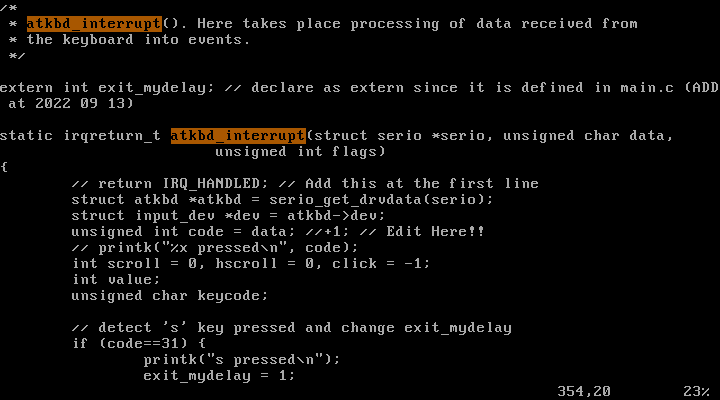 /*
 * atkbd_interrupt(). Here takes place processing of data received from
 * the keyboard into events.
 */
extern int exit_mydelay; // declare as extern since it is defined in main.c (ADD
 at 2022 09 13)
static irqreturn_t atkbd_interrupt(struct serio *serio, unsigned char data,
                        unsigned int flags)
{
        // return IRQ_HANDLED; // Add this at the first line
        struct atkbd *atkbd = serio_get_drvdata(serio);
        struct input_dev *dev = atkbd->dev;
        unsigned int code = data; //+1; // Edit Here!!
        // printk("%x pressed\n", code);
        int scroll = 0, hscroll = 0, click = -1;
        int value;
        unsigned char keycode;
        // detect 's' key pressed and change exit_mydelay
        if (code==31) {
                printk("s pressed\n");
                exit_mydelay = 1;
354,20 23%